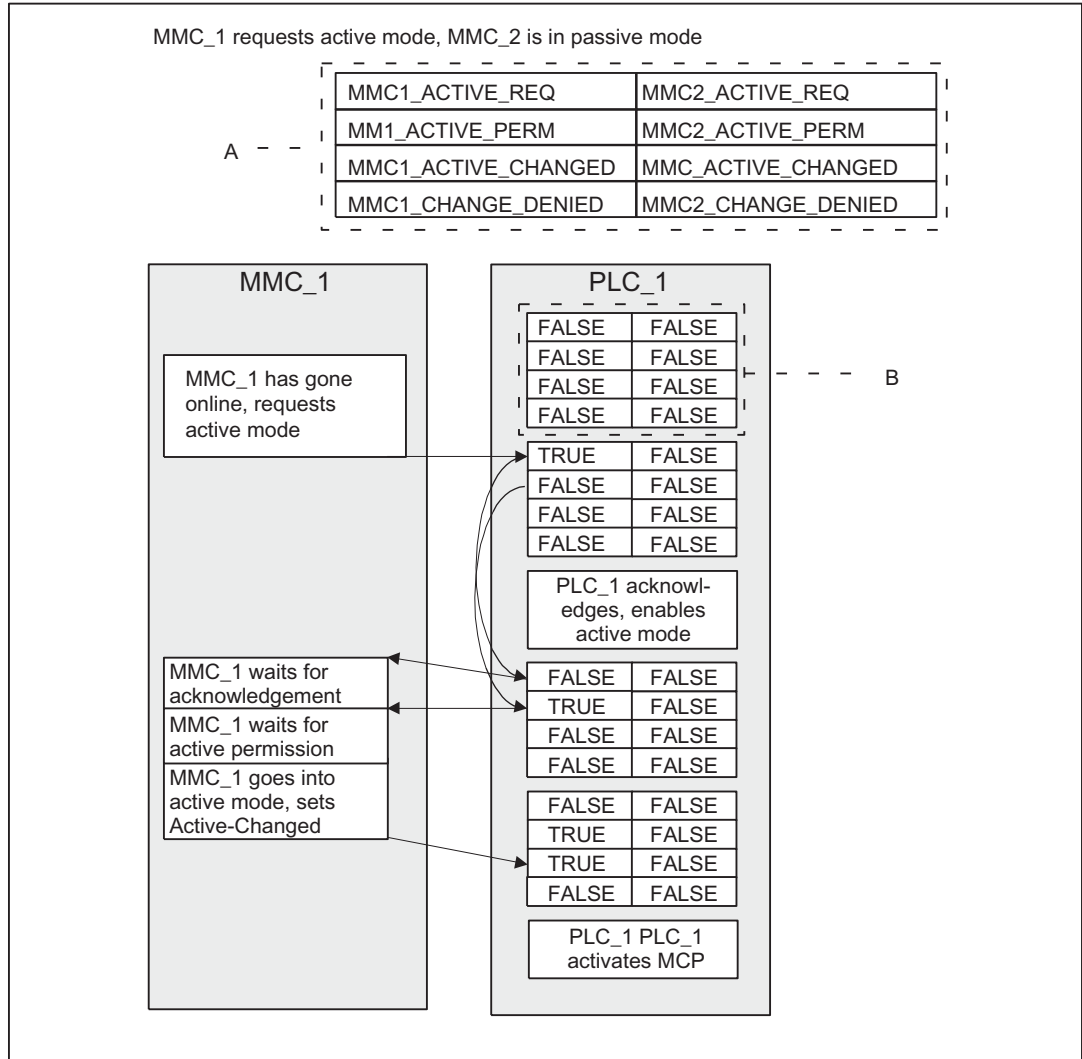 MMC_1 requests active mode, MMC_2 is in passive mode
MMC1_ACTIVE_REQ MMC2_ACTIVE_REQ
MM1_ACTIVE_PERM MMC2_ACTIVE_PERM
A
MMC1_ACTIVE_CHANGED MMC_ACTIVE_CHANGED
MMC1_CHANGE_DENIED MMC2_CHANGE_DENIED
MMC_1
MMC_1 has gone
online, requests
active mode
MMC_1 waits for
acknowledgement
MMC_1 waits for
active permission
MMC_1 goes into
active mode, sets
Active-Changed
PLC_1
FALSE FALSE
FALSE FALSE
FALSE FALSE
FALSE FALSE
B
TRUE FALSE
FALSE FALSE
FALSE FALSE
FALSE FALSE
PLC_1 acknowl-
edges, enables
active mode
FALSE FALSE
TRUE FALSE
FALSE FALSE
FALSE FALSE
FALSE FALSE
TRUE FALSE
TRUE FALSE
FALSE FALSE
PLC_1 PLC_1
activates MCP